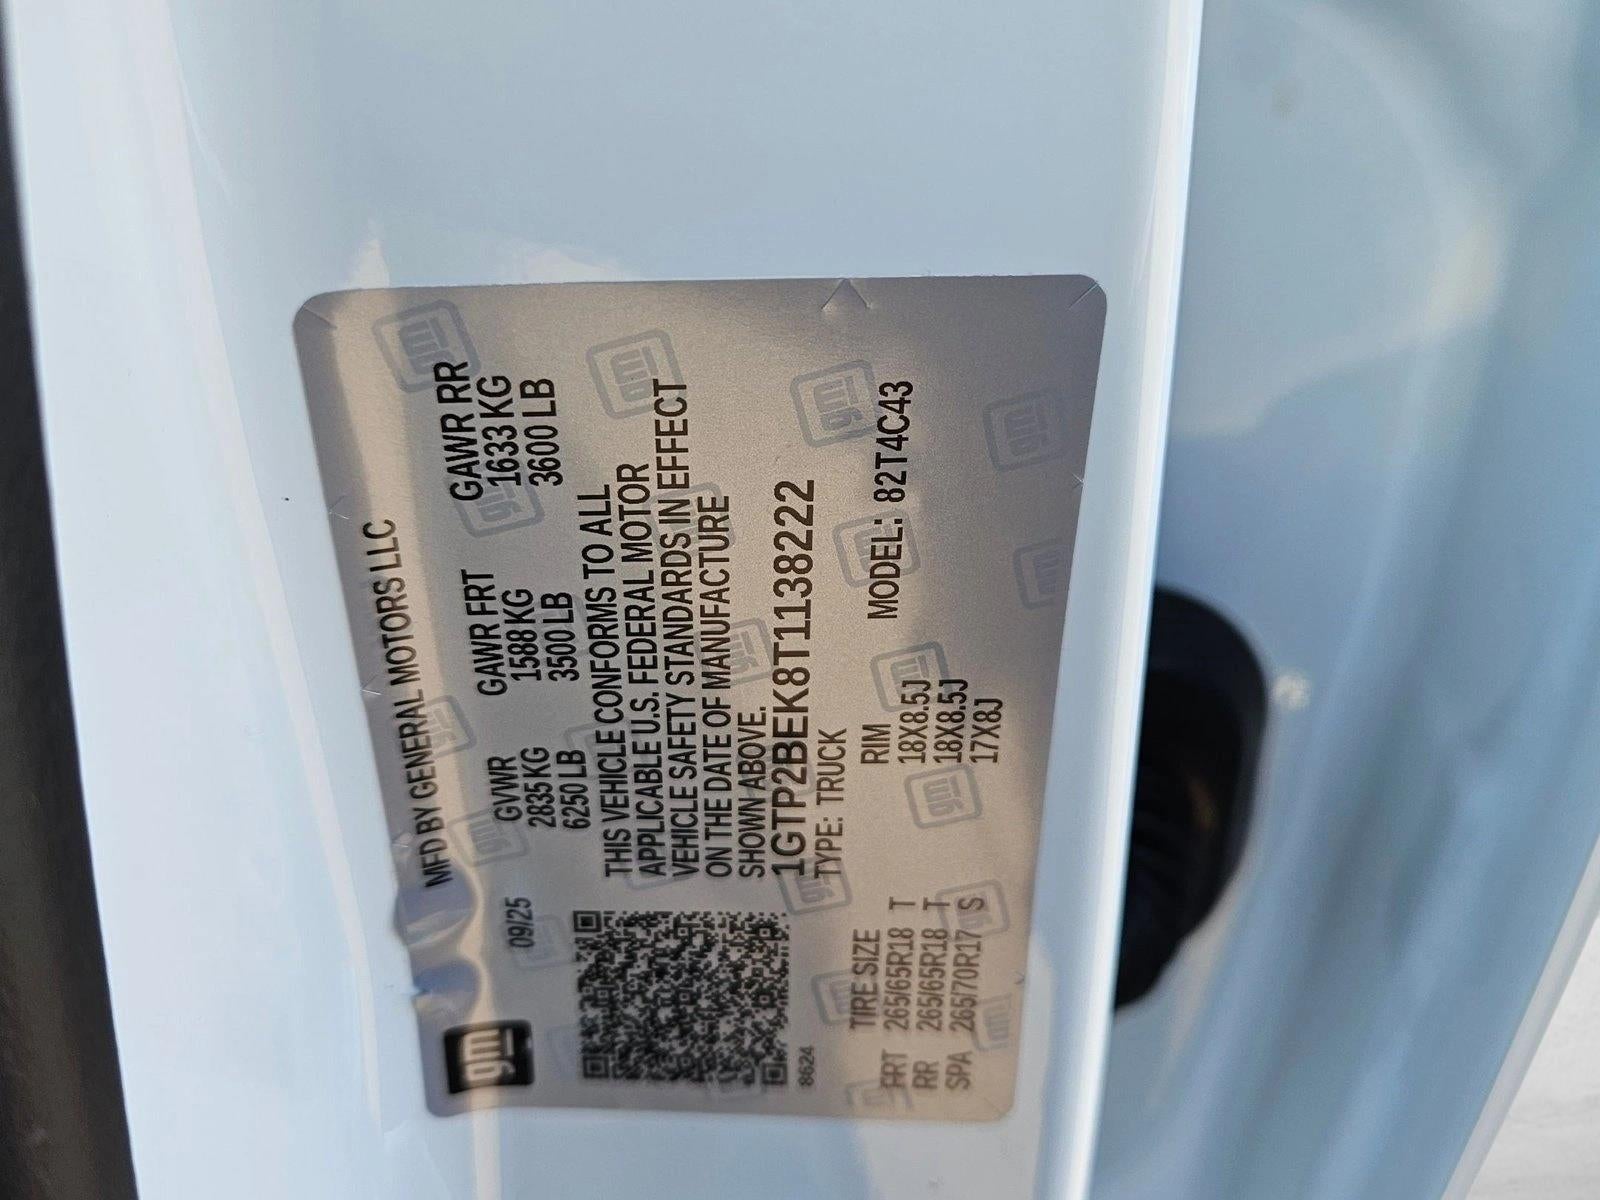 gm
MFD BY GENERAL MOTORS LLC
09/25
GVWR GAWR FRT GAWR RR
2835 KG 1588 KG 1633 KG
6250 LB 3500 LB 3600 LB
THIS VEHICLE CONFORMS TO ALL
APPLICABLE U.S. FEDERAL MOTOR
VEHICLE SAFETY STANDARDS IN EFFECT
ON THE DATE OF MANUFACTURE
SHOWN ABOVE.
1GTP2BEK8T1138222
8624
TYPE: TRUCK MODEL: 82T4C43
TIRE SIZE RIM
FRT 265/65R18 T 18X8.5J
RR 265/65R18 T 18X8.5J
SPA 265/70R17 S 17X8J